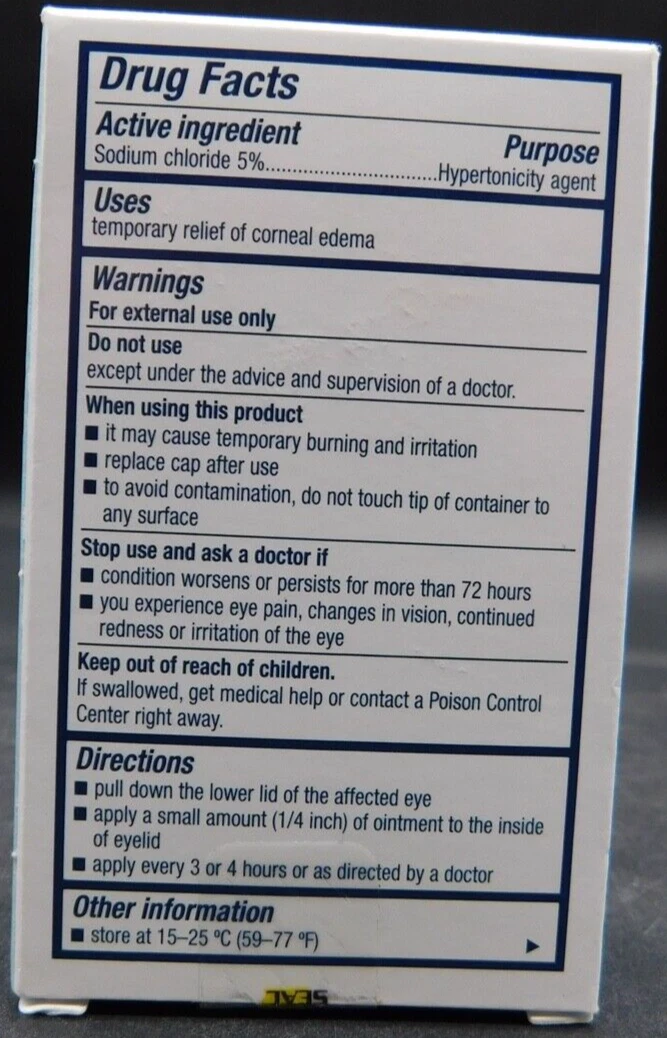 Drug Facts
Active ingredient Purpose
Sodium chloride 5%................................Hypertonicity agent
Uses
temporary relief of corneal edema
Warnings
For external use only
Do not use
except under the advice and supervision of a doctor.
When using this product
■ it may cause temporary burning and irritation
■ replace cap after use
■ to avoid contamination, do not touch tip of container to
any surface
Stop use and ask a doctor if
■ condition worsens or persists for more than 72 hours
■ you experience eye pain, changes in vision, continued
redness or irritation of the eye
Keep out of reach of children.
If swallowed, get medical help or contact a Poison Control
Center right away.
Directions
■ pull down the lower lid of the affected eye
■ apply a small amount (1/4 inch) of ointment to the inside
of eyelid
■ apply every 3 or 4 hours or as directed by a doctor
Other information
■ store at 15–25 ºC (59–77 ºF)
SEAL